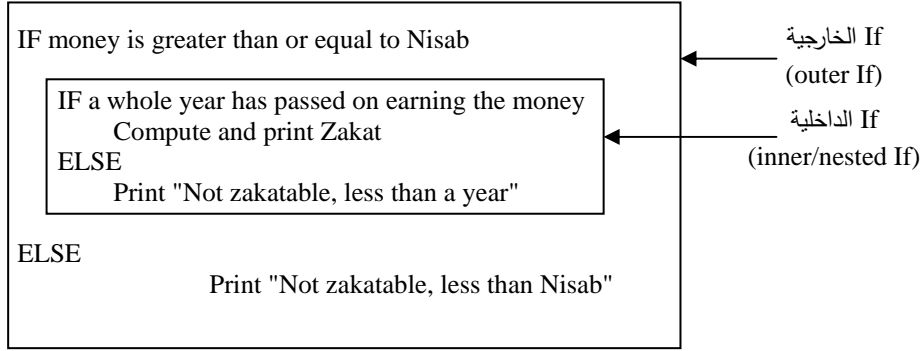 IF money is greater than or equal to Nisab
If الخارجية
(outer If)
IF a whole year has passed on earning the money
Compute and print Zakat
ELSE
Print "Not zakatable, less than a year"
If الداخلية
(inner/nested If)
ELSE
Print "Not zakatable, less than Nisab"